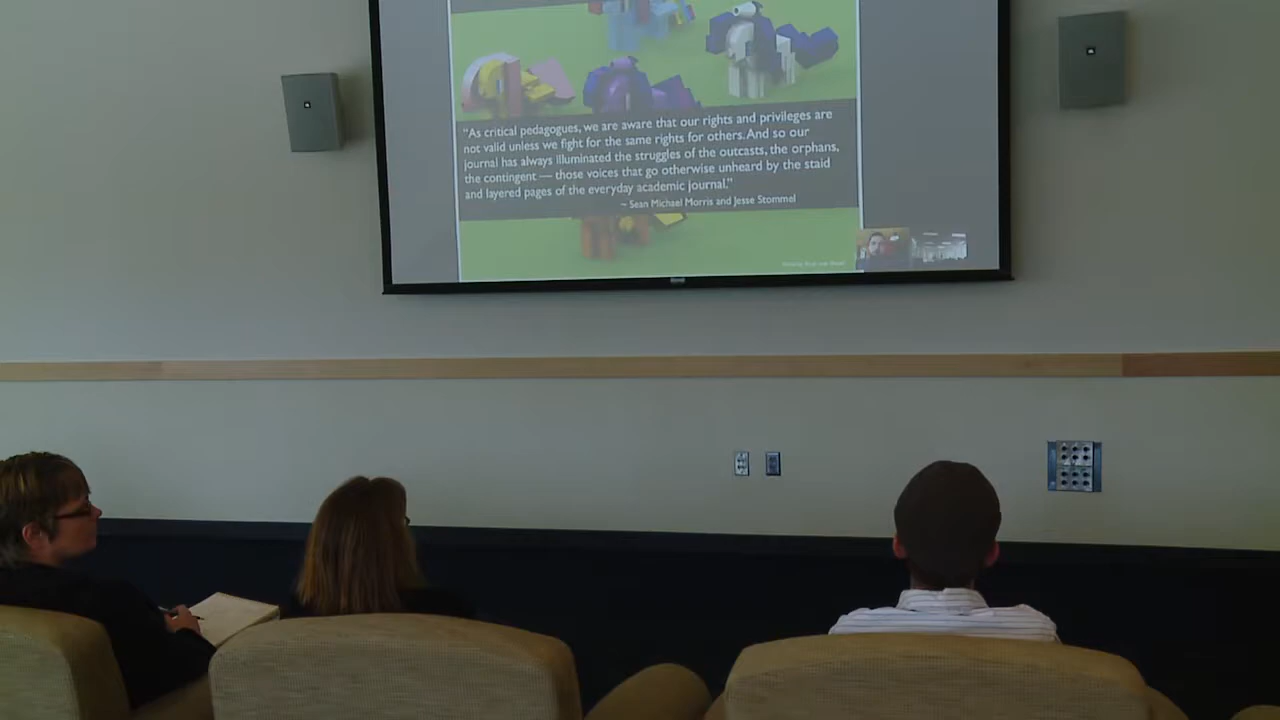 "As critical pedagogues, we are aware that our rights and privileges are
not valid unless we fight for the same rights for others. And so our
journal has always illuminated the struggles of the outcasts, the orphans,
the contingent — those voices that go otherwise unheard by the staid
and layered pages of the everyday academic journal."
~ Sean Michael Morris and Jesse Stommel